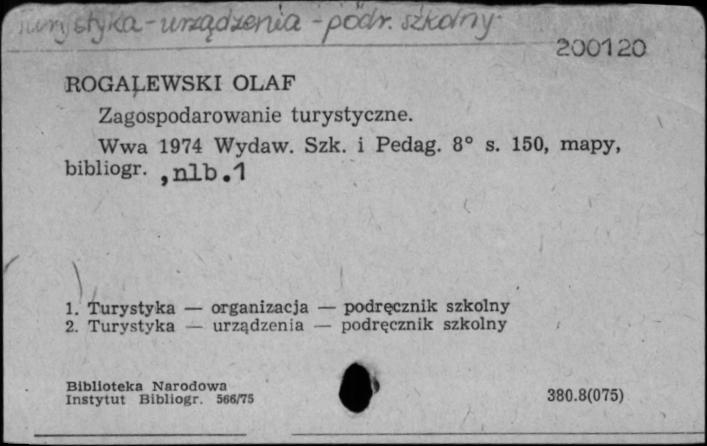 Turystyka - urządzenia - podr. szkolny
200120
ROGALEWSKI OLAF
Zagospodarowanie turystyczne.
Wwa 1974 Wydaw. Szk. i Pedag. 8° s. 150, mapy,
bibliogr. , nlb.1
1. Turystyka — organizacja — podręcznik szkolny
2. Turystyka — urządzenia — podręcznik szkolny
Biblioteka Narodowa
Instytut Bibliogr. 566/75
380.8(075)